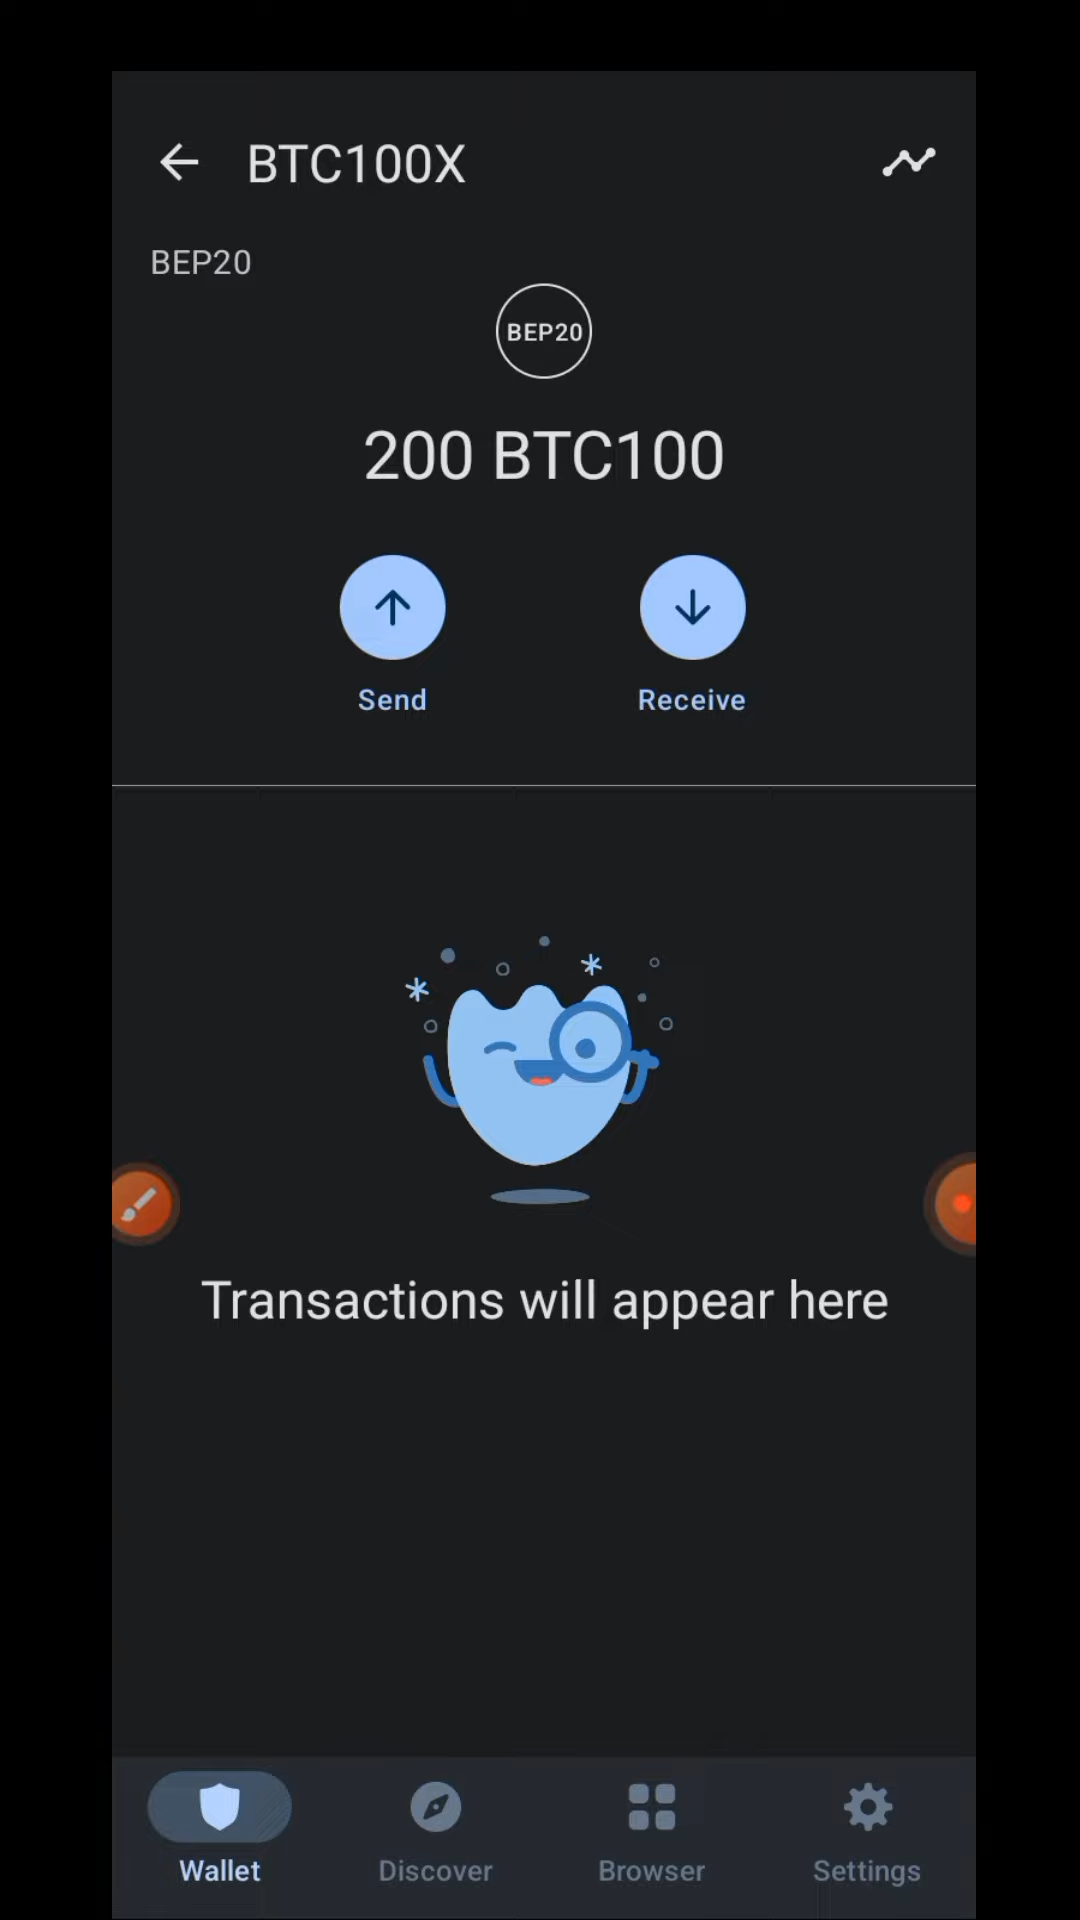 BTC100X
BEP20
BEP20
200 BTC100
Send
Receive
Transactions will appear here
Wallet
Discover
Browser
Settings